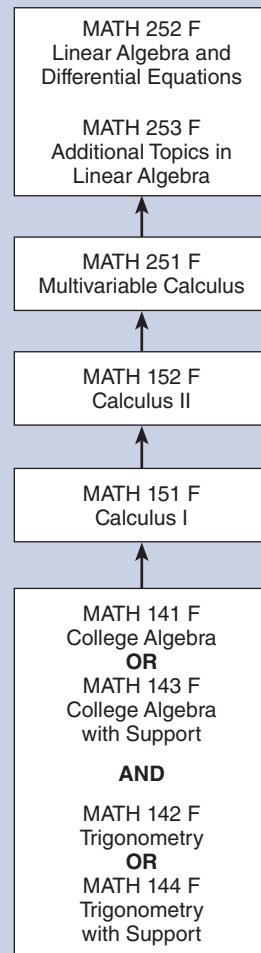 MATH 252 F
Linear Algebra and
Differential Equations
MATH 253 F
Additional Topics in
Linear Algebra
MATH 251 F
Multivariable Calculus
MATH 152 F
Calculus II
MATH 151 F
Calculus I
MATH 141 F
College Algebra
OR
MATH 143 F
College Algebra
with Support
AND
MATH 142 F
Trigonometry
OR
MATH 144 F
Trigonometry
with Support